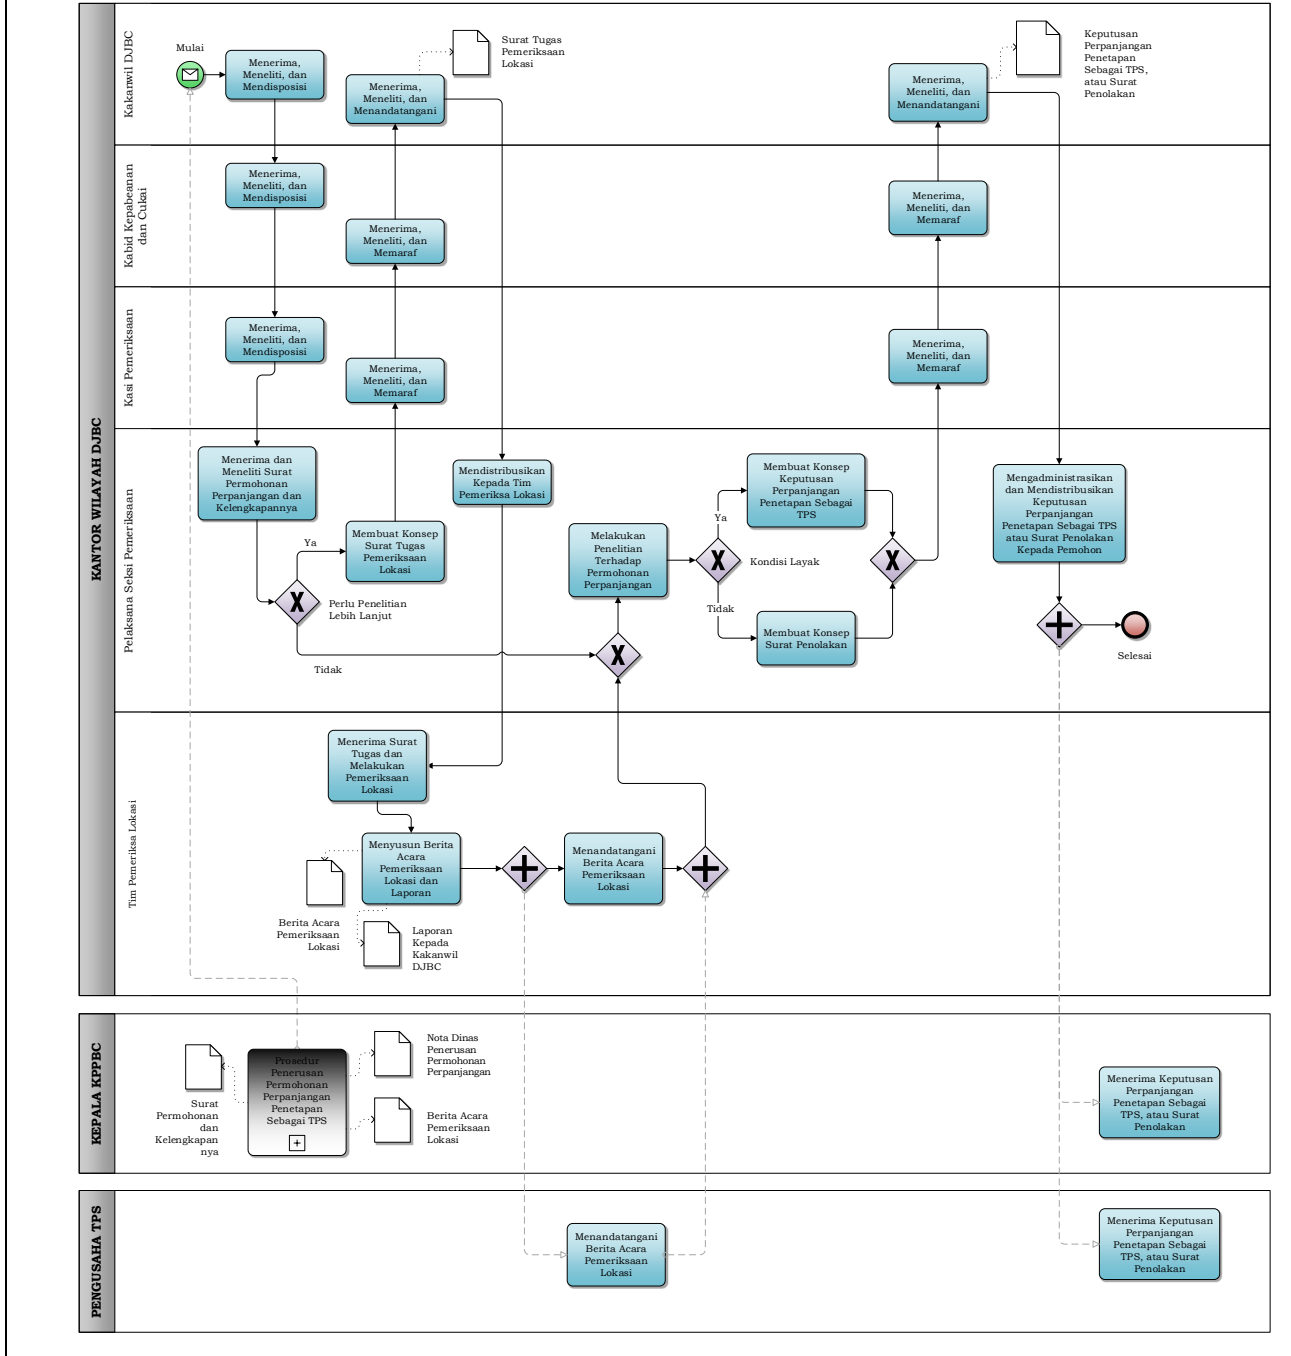 KANTOR WILAYAH DJBC
Kakanwil DJBC
Mulai
Menerima,
Meneliti, dan
Mendisposisi
Menerima,
Meneliti, dan
Menandatangani
Surat Tugas
Pemeriksaan
Lokasi
Menerima,
Meneliti, dan
Menandatangani
Keputusan
Perpanjangan
Penetapan
Sebagai TPS,
atau Surat
Penolakan
Kabid Kepabeanan
dan Cukai
Menerima,
Meneliti, dan
Mendisposisi
Menerima,
Meneliti, dan
Memaraf
Menerima,
Meneliti, dan
Memaraf
Kasi Pemeriksaan
Menerima,
Meneliti, dan
Mendisposisi
Menerima,
Meneliti, dan
Memaraf
Menerima,
Meneliti, dan
Memaraf
Pelaksana Seksi Pemeriksaan
Menerima dan
Meneliti Surat
Permohonan
Perpanjangan dan
Kelengkapannya
Ya
Perlu Penelitian
Lebih Lanjut
Tidak
Membuat Konsep
Surat Tugas
Pemeriksaan
Lokasi
Mendistribusikan
Kepada Tim
Pemeriksa Lokasi
Melakukan
Penelitian
Terhadap
Permohonan
Perpanjangan
Ya
Kondisi Layak
Tidak
Membuat Konsep
Keputusan
Perpanjangan
Penetapan Sebagai
TPS
Membuat Konsep
Surat Penolakan
Mengadministrasikan
dan Mendistribusikan
Keputusan
Perpanjangan
Penetapan Sebagai TPS
atau Surat Penolakan
Kepada Pemohon
Selesai
Tim Pemeriksa Lokasi
Menerima Surat
Tugas dan
Melakukan
Pemeriksaan
Lokasi
Menyusun Berita
Acara
Pemeriksaan
Lokasi dan
Laporan
Berita Acara
Pemeriksaan
Lokasi
Laporan
Kepada
Kakanwil
DJBC
Menandatangani
Berita Acara
Pemeriksaan
Lokasi
KEPALA KPPBC
Surat
Permohonan
dan
Kelengkapan
nya
Prosedur
Penerusan
Permohonan
Perpanjangan
Penetapan
Sebagai TPS
Nota Dinas
Penerusan
Permohonan
Perpanjangan
Berita Acara
Pemeriksaan
Lokasi
Menerima Keputusan
Perpanjangan
Penetapan Sebagai
TPS, atau Surat
Penolakan
PENGUSAHA TPS
Menandatangani
Berita Acara
Pemeriksaan
Lokasi
Menerima Keputusan
Perpanjangan
Penetapan Sebagai
TPS, atau Surat
Penolakan